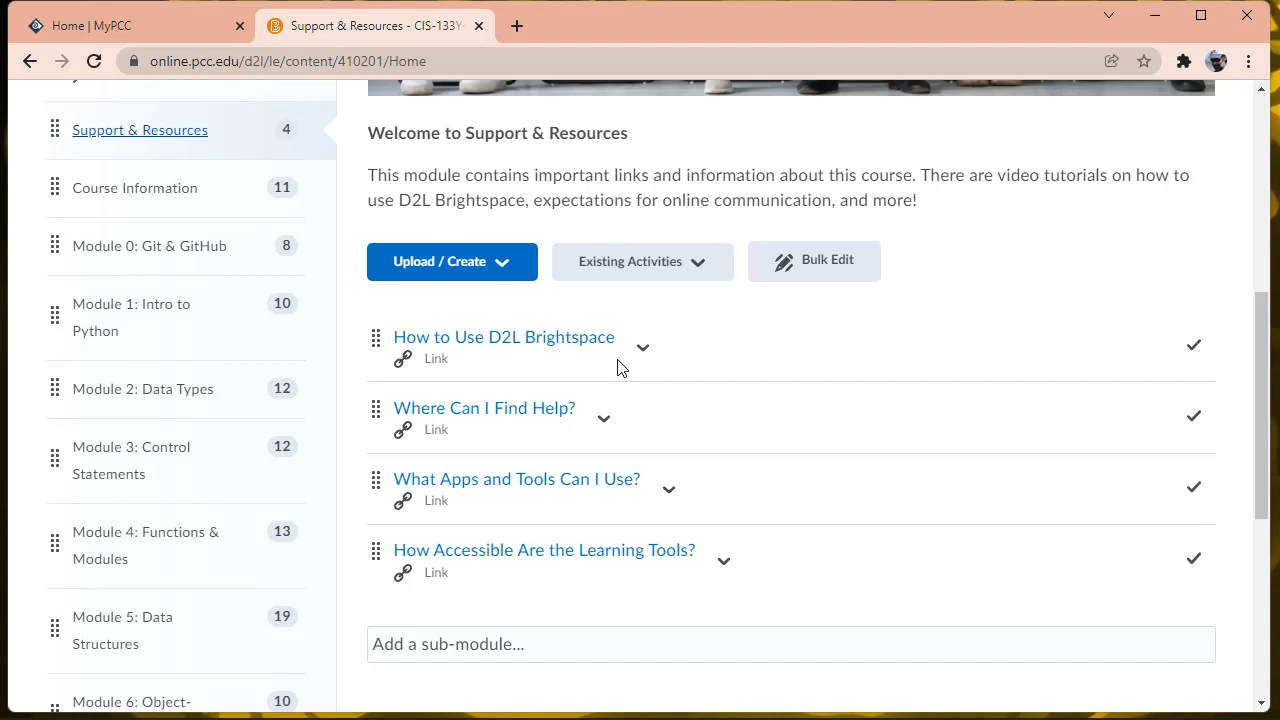 Home | MyPCC
Support & Resources - CIS-133Y
online.pcc.edu/d2l/le/content/410201/Home
Support & Resources 4
Course Information 11
Module 0: Git & GitHub 8
Module 1: Intro to 10
Python
Module 2: Data Types 12
Module 3: Control 12
Statements
Module 4: Functions & 13
Modules
Module 5: Data 19
Structures
Module 6: Object- 10
Welcome to Support & Resources
This module contains important links and information about this course. There are video tutorials on how to
use D2L Brightspace, expectations for online communication, and more!
Upload / Create Existing Activities Bulk Edit
How to Use D2L Brightspace
Link
Where Can I Find Help?
Link
What Apps and Tools Can I Use?
Link
How Accessible Are the Learning Tools?
Link
Add a sub-module...